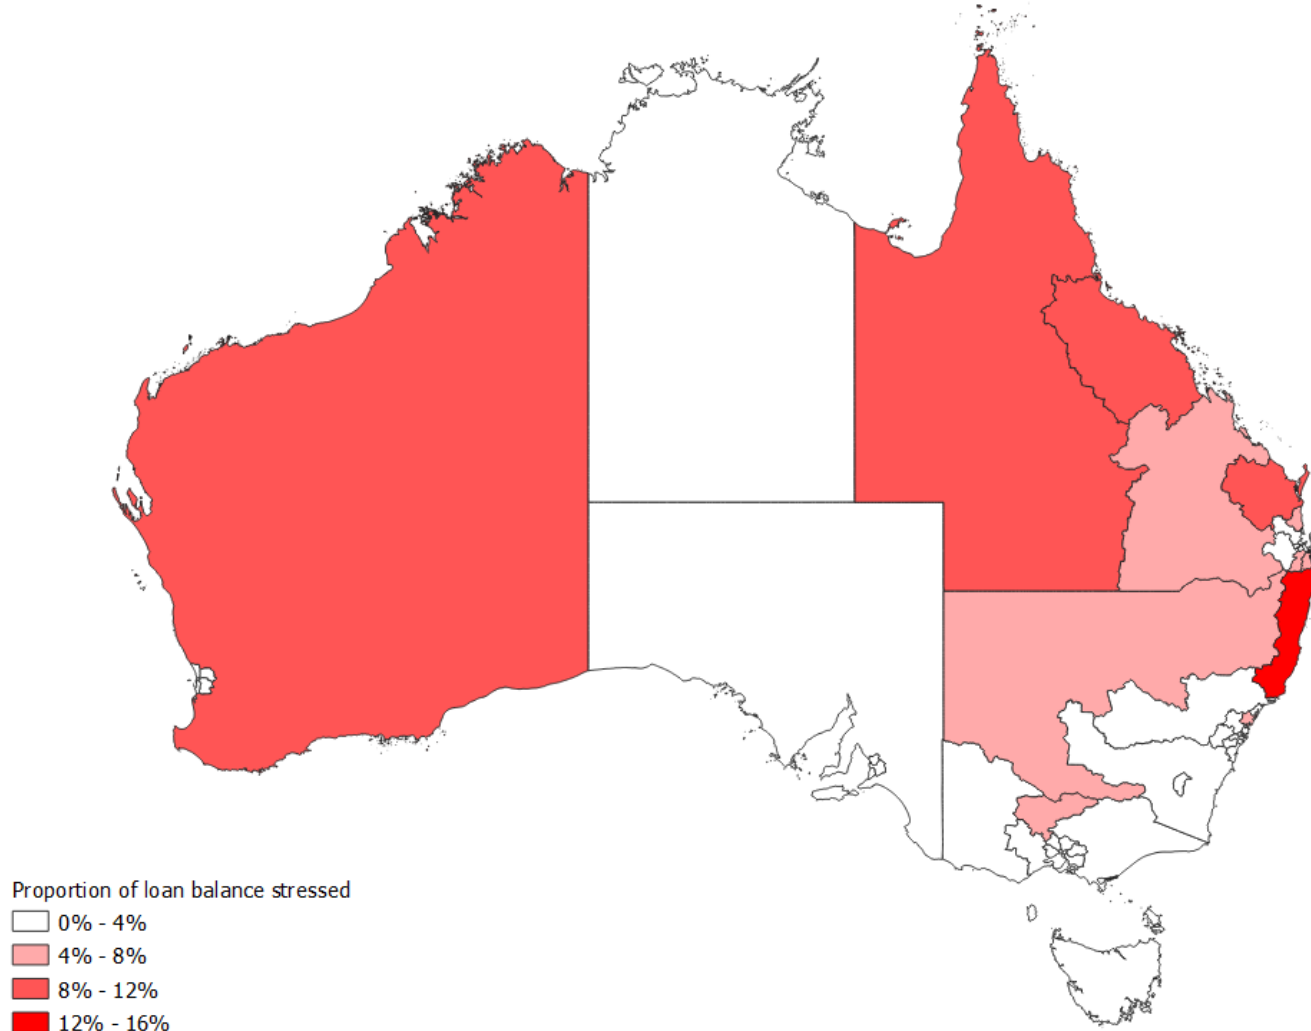 Proportion of loan balance stressed
0% - 4%
4% - 8%
8% - 12%
12% - 16%